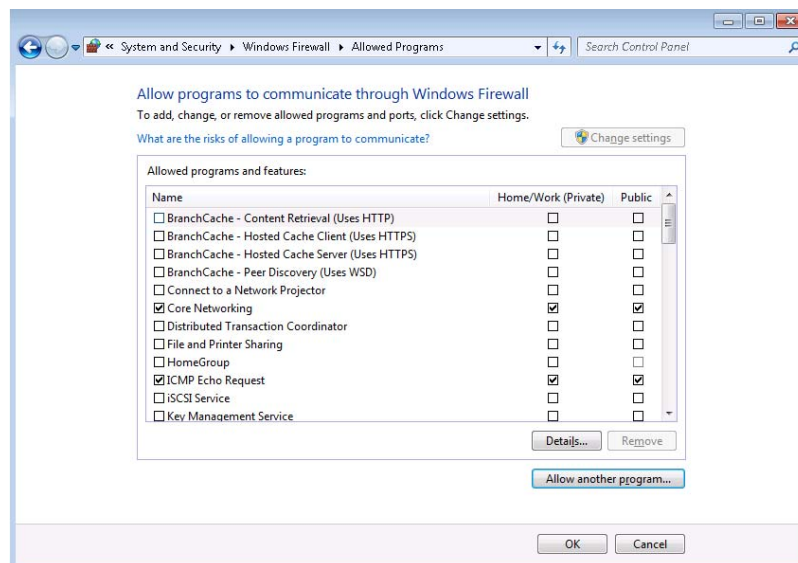 « System and Security ▸ Windows Firewall ▸ Allowed Programs
Search Control Panel
Allow programs to communicate through Windows Firewall
To add, change, or remove allowed programs and ports, click Change settings.
What are the risks of allowing a program to communicate?
Change settings
Allowed programs and features:
Name Home/Work (Private) Public
BranchCache - Content Retrieval (Uses HTTP)
BranchCache - Hosted Cache Client (Uses HTTPS)
BranchCache - Hosted Cache Server (Uses HTTPS)
BranchCache - Peer Discovery (Uses WSD)
Connect to a Network Projector
Core Networking
Distributed Transaction Coordinator
File and Printer Sharing
HomeGroup
ICMP Echo Request
iSCSI Service
Key Management Service
Details... Remove
Allow another program...
OK Cancel